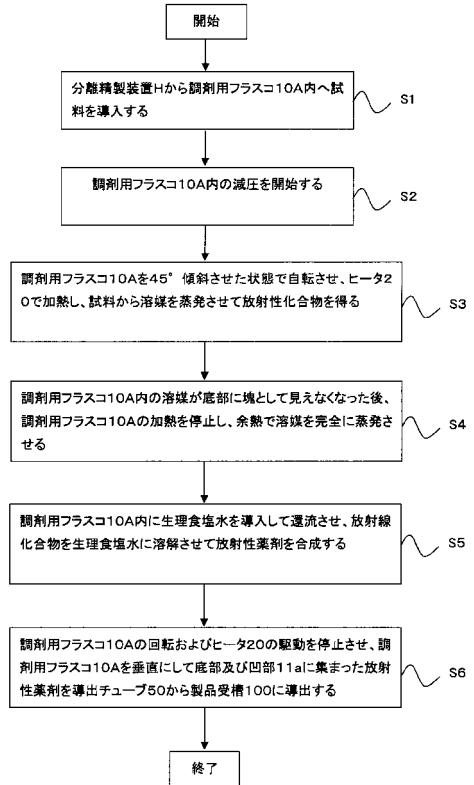 開始
分離精製装置Hから調剤用フラスコ10A内へ試
料を導入する
S1
調剤用フラスコ10A内の減圧を開始する
S2
調剤用フラスコ10Aを45°傾斜させた状態で自転させ、ヒータ2
0で加熱し、試料から溶媒を蒸発させて放射性化合物を得る
S3
調剤用フラスコ10A内の溶媒が底部に塊として見えなくなった後、
調剤用フラスコ10Aの加熱を停止し、余熱で溶媒を完全に蒸発さ
せる
S4
調剤用フラスコ10A内に生理食塩水を導入して還流させ、放射線
化合物を生理食塩水に溶解させて放射性薬剤を合成する
S5
調剤用フラスコ10Aの回転およびヒータ20の駆動を停止させ、調
剤用フラスコ10Aを垂直にして底部及び凹部11aに集まった放射
性薬剤を導出チューブ50から製品受槽100に導出する
S6
終了